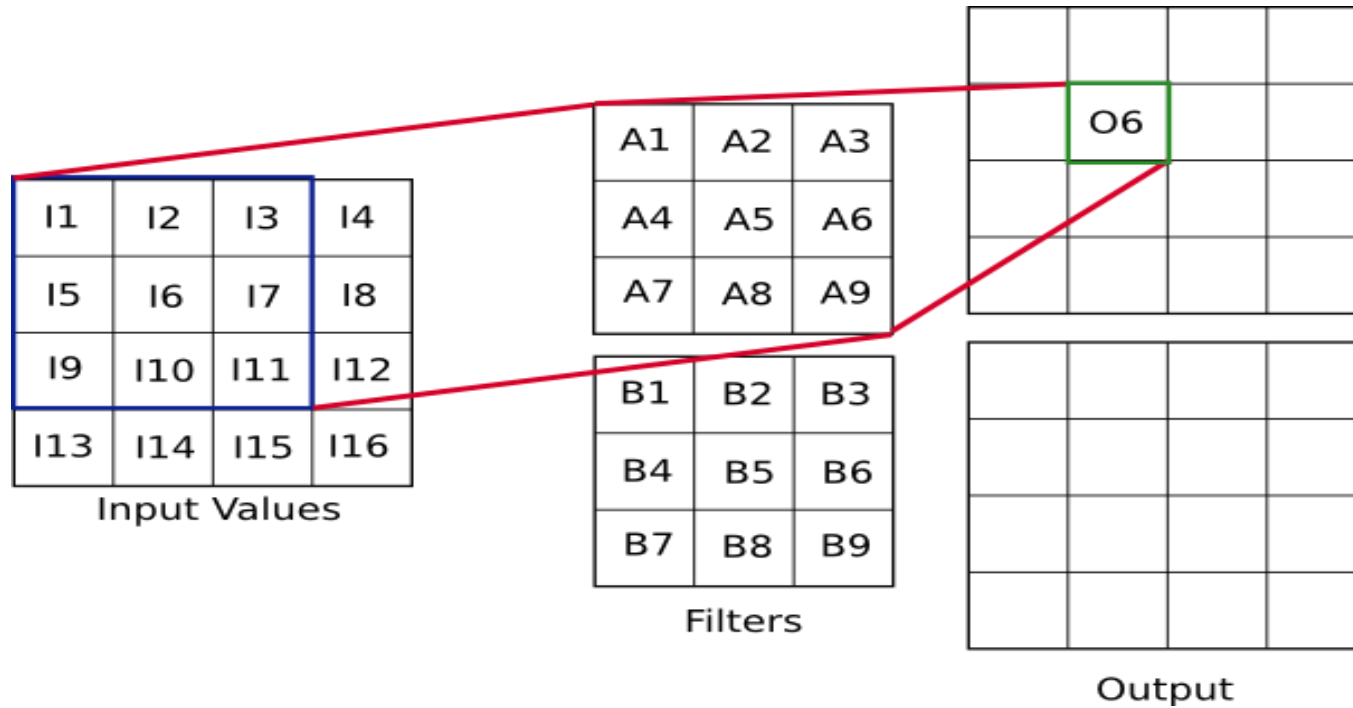 I1 I2 I3 I4
I5 I6 I7 I8
I9 I10 I11 I12
I13 I14 I15 I16
Input Values
A1 A2 A3
A4 A5 A6
A7 A8 A9
B1 B2 B3
B4 B5 B6
B7 B8 B9
Filters
O6
Output